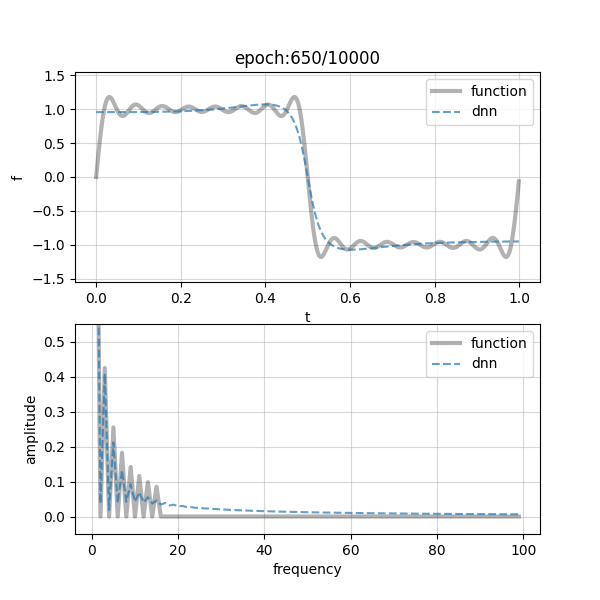 epoch:650/10000
1.5
1.0
0.5
0.0
−0.5
−1.0
−1.5
f
function
dnn
0.0 0.2 0.4 0.6 0.8 1.0
t
0.5
0.4
0.3
0.2
0.1
0.0
amplitude
function
dnn
0 20 40 60 80 100
frequency